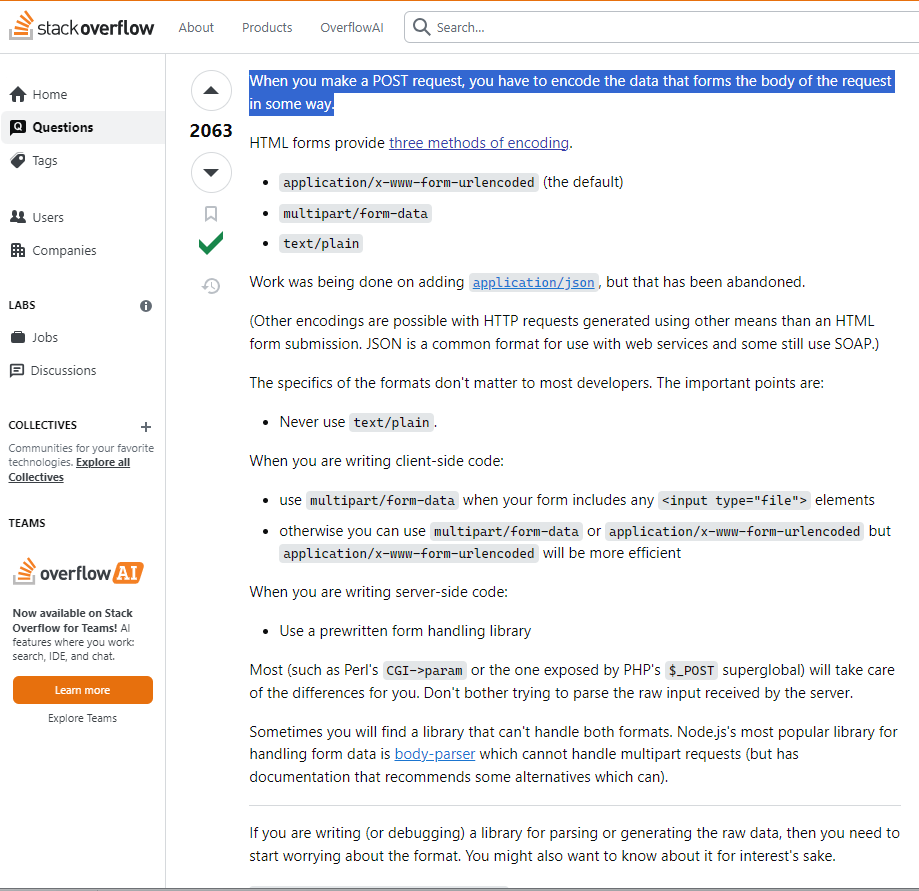 stackoverflow
About
Products
OverflowAI
Search...
Home
Questions
Tags
Users
Companies
LABS
Jobs
Discussions
COLLECTIVES
Communities for your favorite
technologies. Explore all
Collectives
TEAMS
overflowAI
Now available on Stack
Overflow for Teams! AI
features where you work:
search, IDE, and chat.
Learn more
Explore Teams
2063
When you make a POST request, you have to encode the data that forms the body of the request
in some way.
HTML forms provide three methods of encoding.
• application/x-www-form-urlencoded (the default)
• multipart/form-data
• text/plain
Work was being done on adding application/json, but that has been abandoned.
(Other encodings are possible with HTTP requests generated using other means than an HTML
form submission. JSON is a common format for use with web services and some still use SOAP.)
The specifics of the formats don't matter to most developers. The important points are:
• Never use text/plain.
When you are writing client-side code:
• use multipart/form-data when your form includes any <input type="file"> elements
• otherwise you can use multipart/form-data or application/x-www-form-urlencoded but
application/x-www-form-urlencoded will be more efficient
When you are writing server-side code:
• Use a prewritten form handling library
Most (such as Perl's CGI->param or the one exposed by PHP's $_POST superglobal) will take care
of the differences for you. Don't bother trying to parse the raw input received by the server.
Sometimes you will find a library that can't handle both formats. Node.js's most popular library for
handling form data is body-parser which cannot handle multipart requests (but has
documentation that recommends some alternatives which can).
If you are writing (or debugging) a library for parsing or generating the raw data, then you need to
start worrying about the format. You might also want to know about it for interest's sake.